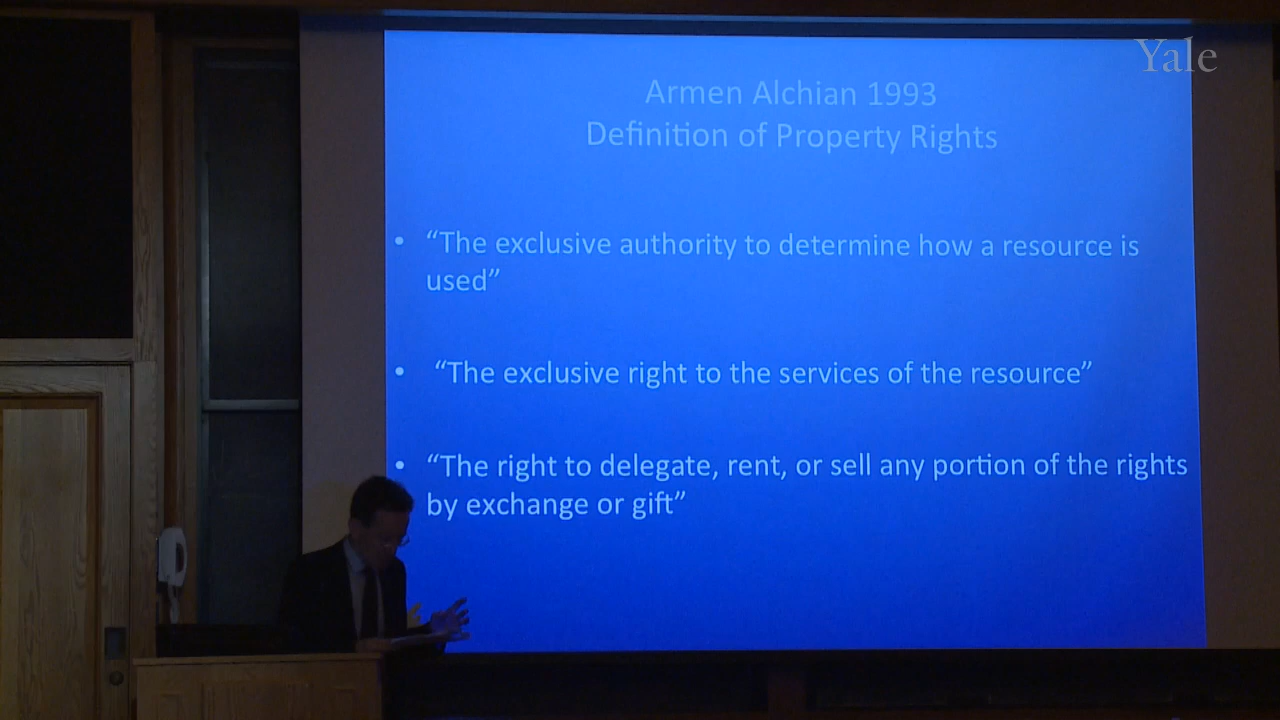 Yale
Armen Alchian 1993
Definition of Property Rights
• “The exclusive authority to determine how a resource is
used”
• “The exclusive right to the services of the resource”
• “The right to delegate, rent, or sell any portion of the rights
by exchange or gift”